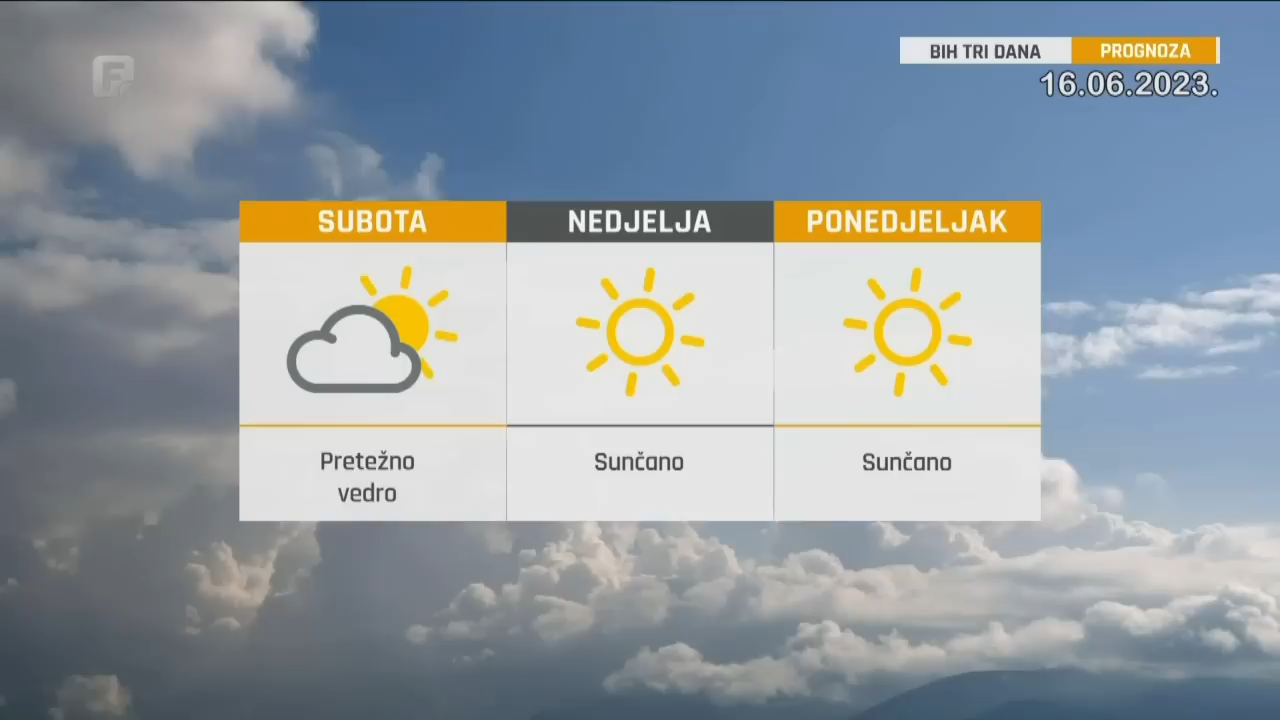 BIH TRI DANA PROGNOZA
16.06.2023.
SUBOTA NEDJELJA PONEDJELJAK
Pretežno
vedro
Sunčano
Sunčano